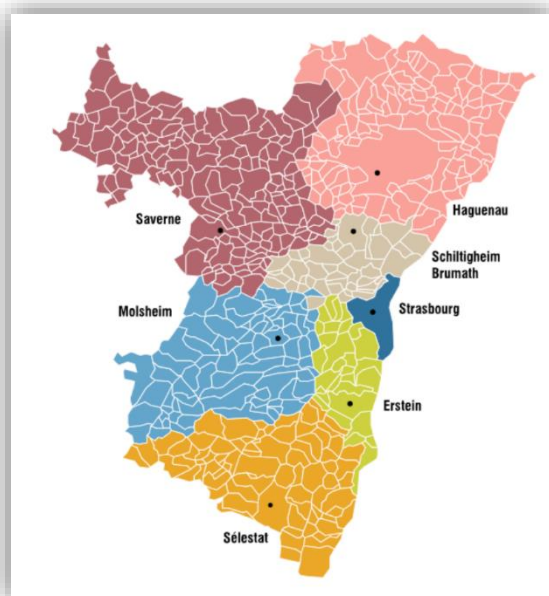 Saverne
Haguenau
Schiltigheim
Brumath
Molsheim
Strasbourg
Erstein
Sélestat